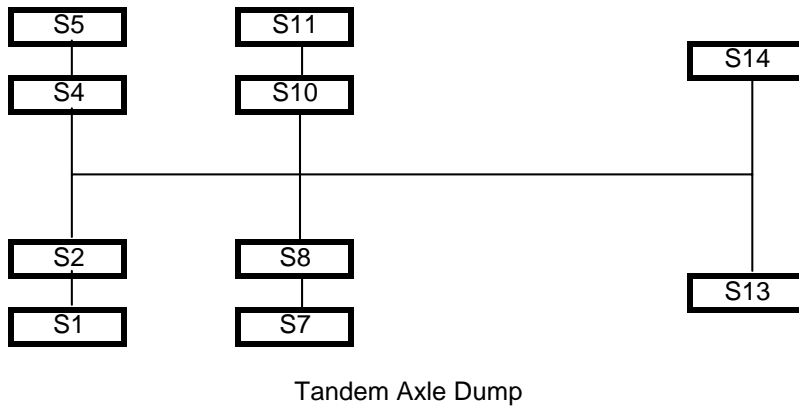 S5 S11
S14
S4 S10
S2 S8
S13
S1 S7
Tandem Axle Dump